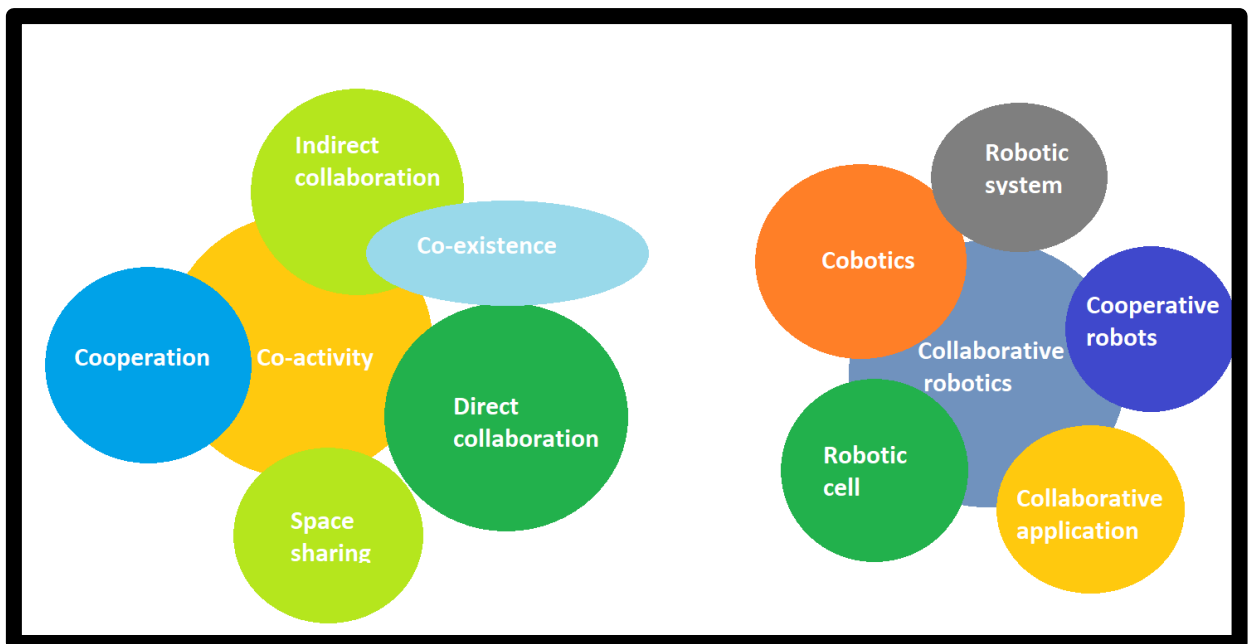 Indirect
collaboration
Co-existence
Cooperation
Co-activity
Direct
collaboration
Space
sharing
Robotic
system
Cobotics
Cooperative
robots
Collaborative
robotics
Robotic
cell
Collaborative
application